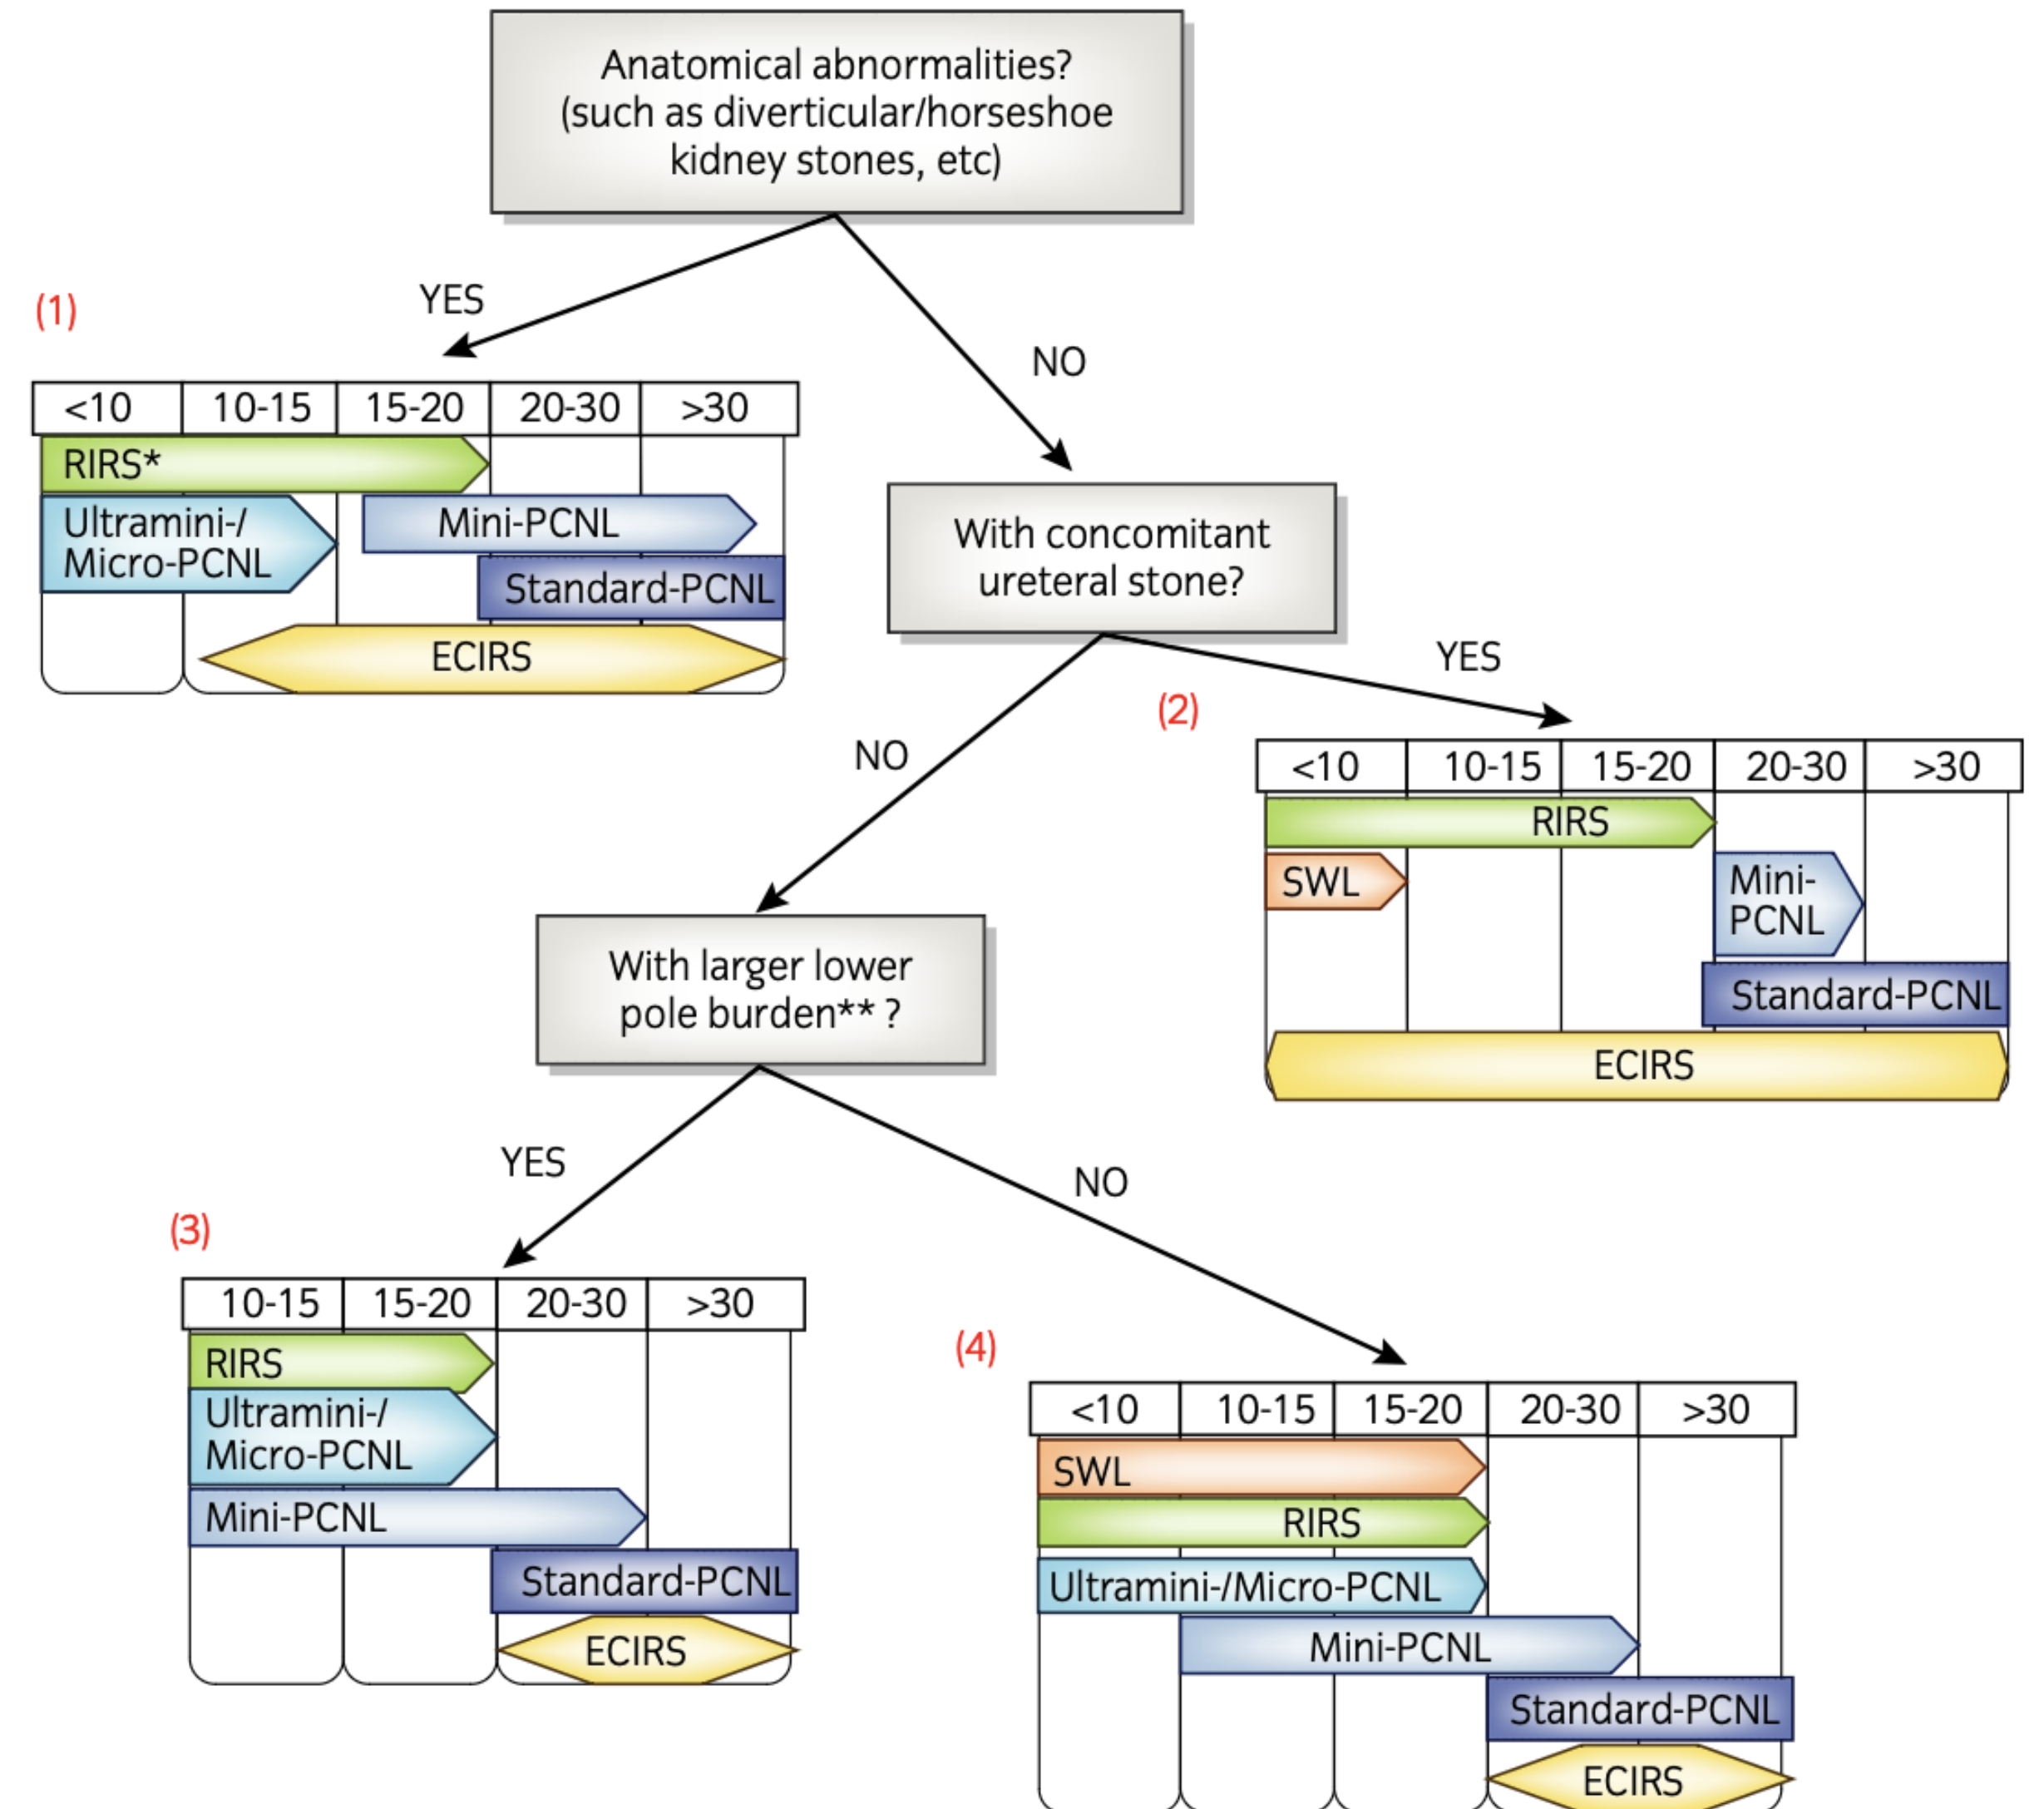 Anatomical abnormalities?
(such as diverticular/horseshoe
kidney stones, etc)
YES
NO
(1)
<10 10-15 15-20 20-30 >30
RIRS*
Ultramini-/
Micro-PCNL
Mini-PCNL
Standard-PCNL
ECIRS
With concomitant
ureteral stone?
YES
NO
(2)
<10 10-15 15-20 20-30 >30
RIRS
SWL
Mini-
PCNL
Standard-PCNL
ECIRS
With larger lower
pole burden** ?
YES
NO
(3)
10-15 15-20 20-30 >30
RIRS
Ultramini-/
Micro-PCNL
Mini-PCNL
Standard-PCNL
ECIRS
(4)
<10 10-15 15-20 20-30 >30
SWL
RIRS
Ultramini-/Micro-PCNL
Mini-PCNL
Standard-PCNL
ECIRS